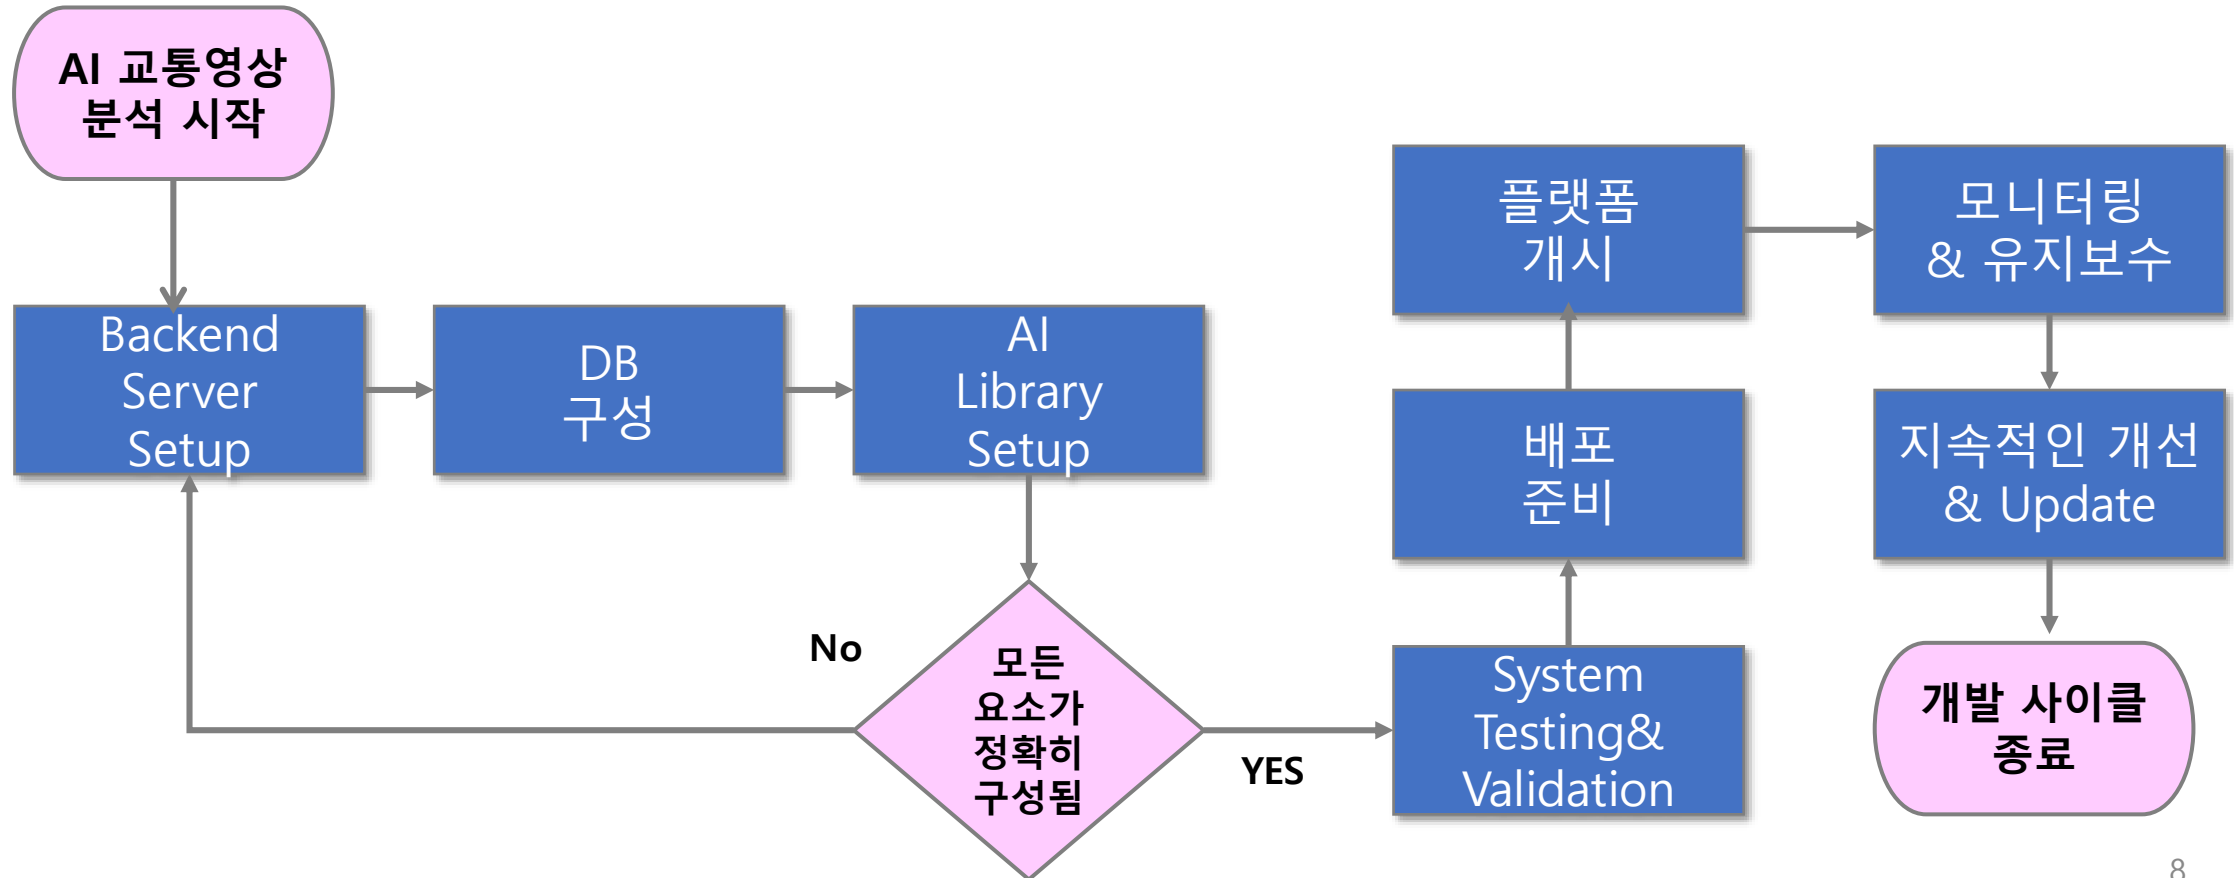 AI 교통영상
분석 시작
Backend
Server
Setup
DB
구성
AI
Library
Setup
No
모든
요소가
정확히
구성됨
YES
System
Testing&
Validation
배포
준비
플랫폼
개시
모니터링
& 유지보수
지속적인 개선
& Update
개발 사이클
종료
8